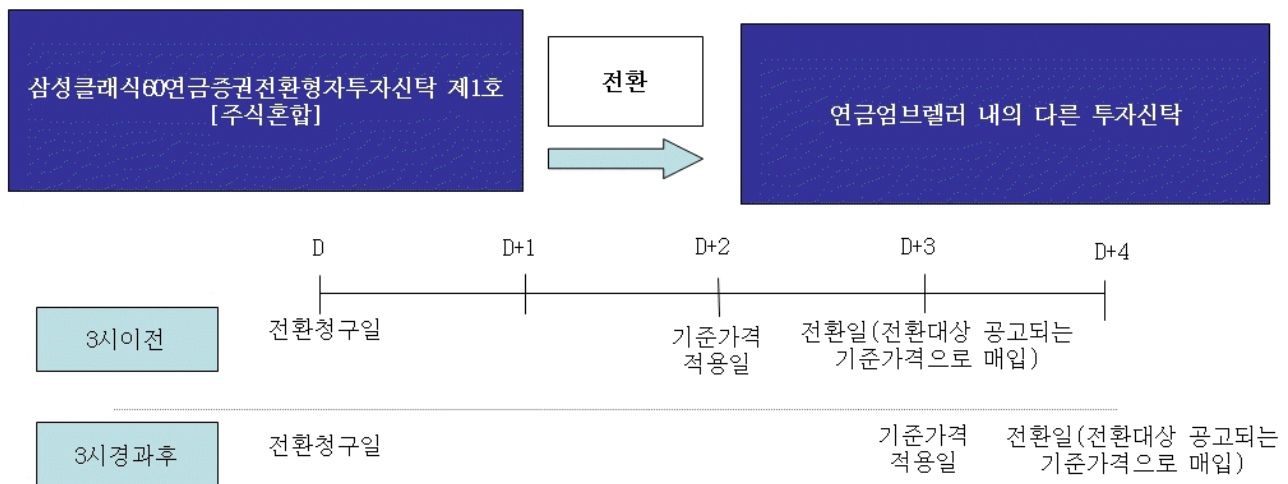 삼성클래식60연금증권전환형자투자신탁 제1호
[주식혼합]
전환
연금엄브렐러 내의 다른 투자신탁
D
D+1
D+2
D+3
D+4
3시이전
전환청구일
기준가격
적용일
전환일(전환대상 공고되는
기준가격으로 매입)
3시경과후
전환청구일
기준가격
적용일
전환일(전환대상 공고되는
기준가격으로 매입)